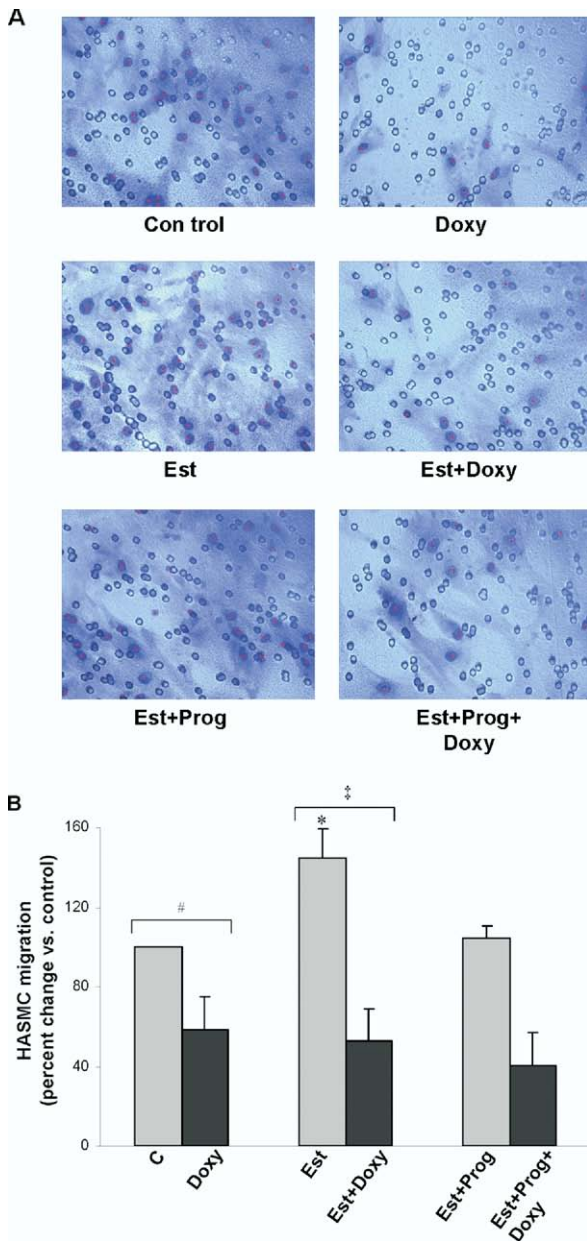 A
Con trol
Doxy
Est
Est+Doxy
Est+Prog
Est+Prog+
Doxy
B
HASMC migration
(percent change vs. control)
160
120
80
40
0
#
‡
*
C
Doxy
Est
Est+Doxy
Est+Prog
Est+Prog+
Doxy